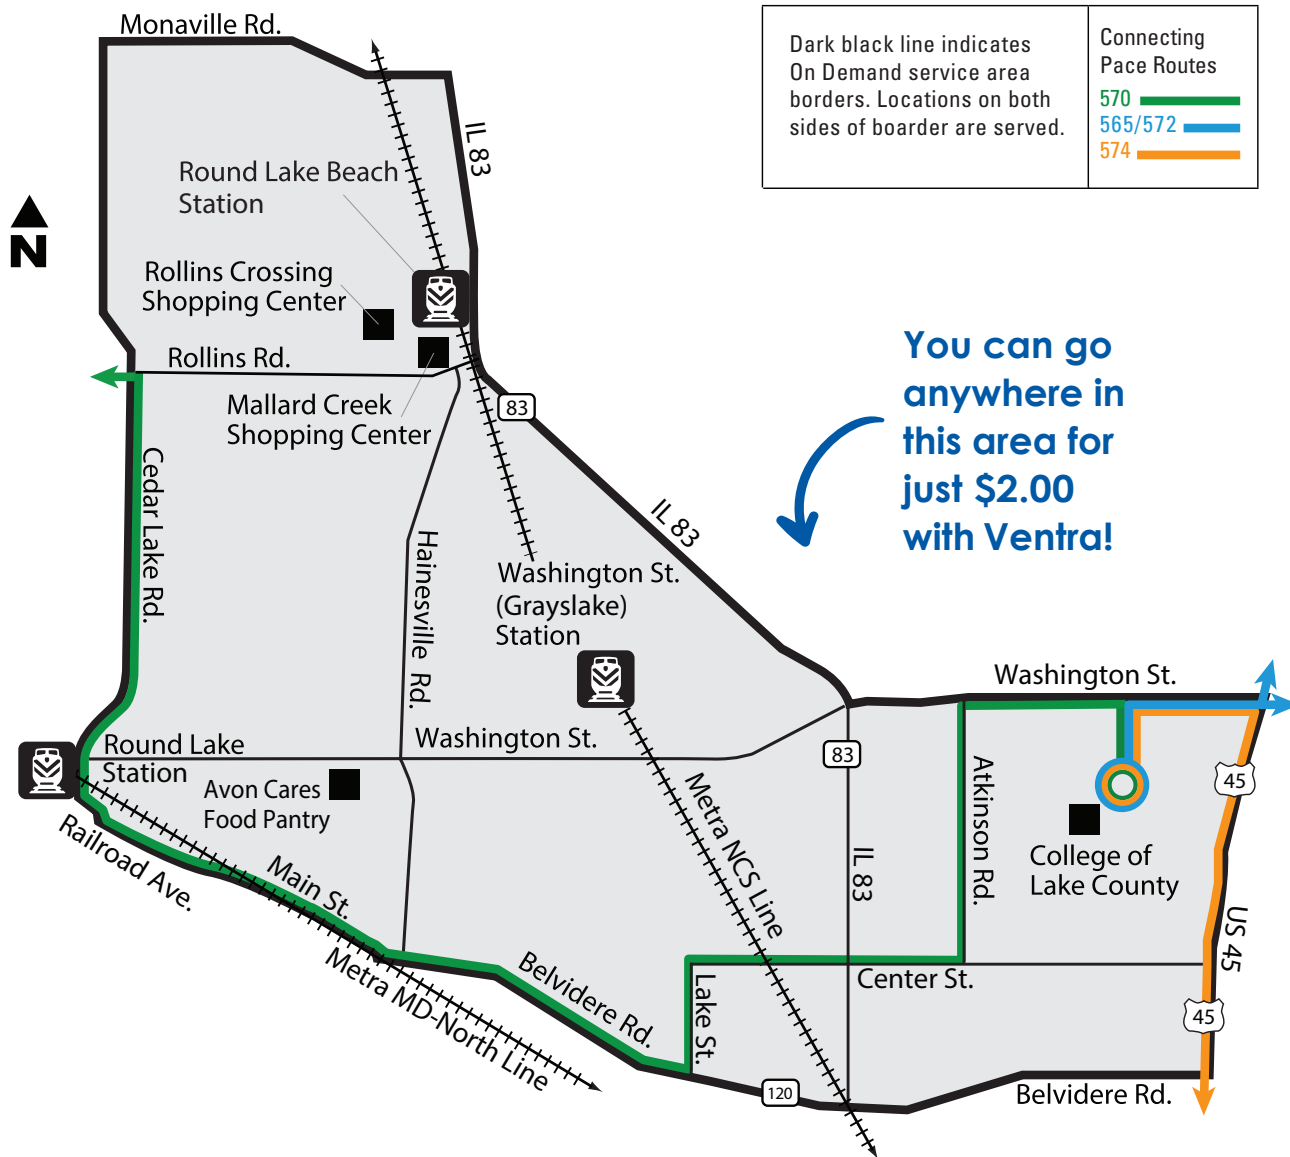 Monaville Rd.
Dark black line indicates
On Demand service area
borders. Locations on both
sides of boarder are served.
Connecting
Pace Routes
570
565/572
574
IL 83
Round Lake Beach
Station
N
Rollins Crossing
Shopping Center
Rollins Rd.
Mallard Creek
Shopping Center
83
You can go
anywhere in
this area for
just $2.00
with Ventra!
Cedar Lake Rd.
Hainesville Rd.
IL 83
Washington St.
(Grayslake)
Station
Washington St.
Round Lake
Station
Washington St.
83
45
Avon Cares
Food Pantry
Metra NCS Line
Atkinson Rd.
College of
Lake County
IL 83
Railroad Ave.
Main St.
US 45
Metra MD-North Line
Belvidere Rd.
Lake St.
Center St.
45
120
Belvidere Rd.